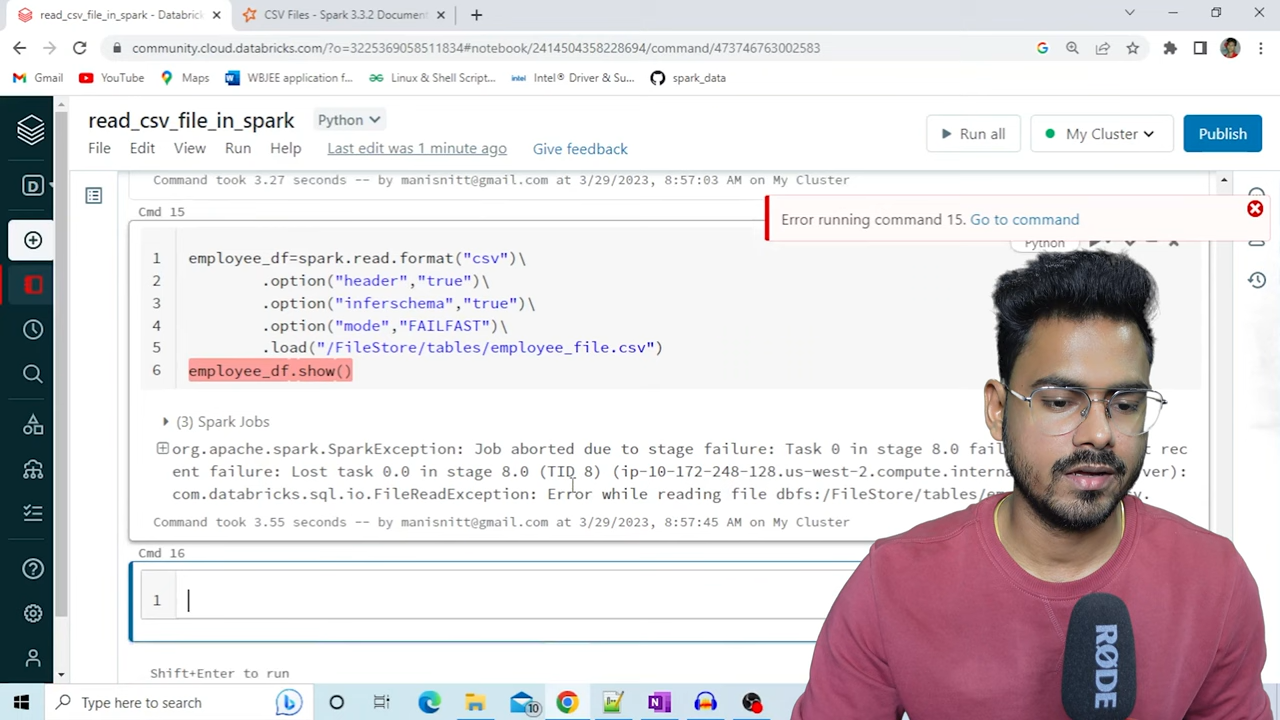 read_csv_file_in_spark - Databric
CSV Files - Spark 3.3.2 Document
community.cloud.databricks.com/?o=3225369058511834#notebook/2414504358228694/command/473746763002583
Gmail
YouTube
Maps
WBJEE application f...
Linux & Shell Script...
intel
Intel® Driver & Su...
spark_data
read_csv_file_in_spark
Python
Run all
My Cluster
Publish
File Edit View Run Help Last edit was 1 minute ago Give feedback
D
Command took 3.27 seconds -- by manisnitt@gmail.com at 3/29/2023, 8:57:03 AM on My Cluster
Cmd 15
Error running command 15. Go to command
Python
1 employee_df=spark.read.format("csv")\
2 .option("header","true")\
3 .option("inferschema","true")\
4 .option("mode","FAILFAST")\
5 .load("/FileStore/tables/employee_file.csv")
6 employee_df.show()
(3) Spark Jobs
org.apache.spark.SparkException: Job aborted due to stage failure: Task 0 in stage 8.0 rec
ent failure: Lost task 0.0 in stage 8.0 (TID 8) (ip-10-172-248-128.us-west-2.compute.interna ver):
com.databricks.sql.io.FileReadException: Error while reading file dbfs:/FileStore/tables/
Command took 3.55 seconds -- by manisnitt@gmail.com at 3/29/2023, 8:57:45 AM on My Cluster
Cmd 16
1
Shift+Enter to run
RØDE
Type here to search
10